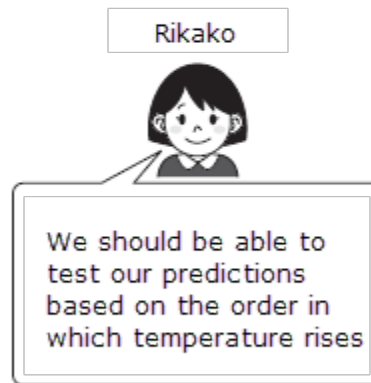 Rikako
We should be able to
test our predictions
based on the order in
which temperature rises